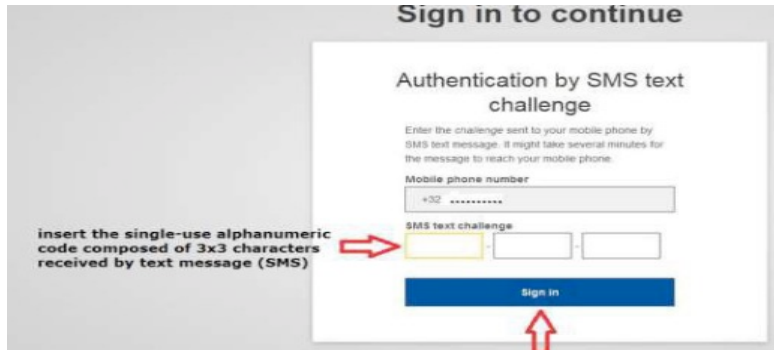 Sign in to continue
Authentication by SMS text
challenge
Enter the challenge sent to your mobile phone by
SMS text message. It might take several minutes for
the message to reach your mobile phone.
Mobile phone number
+32 ••••••••••
SMS text challenge
insert the single-use alphanumeric
code composed of 3x3 characters
received by text message (SMS)
- -
Sign in